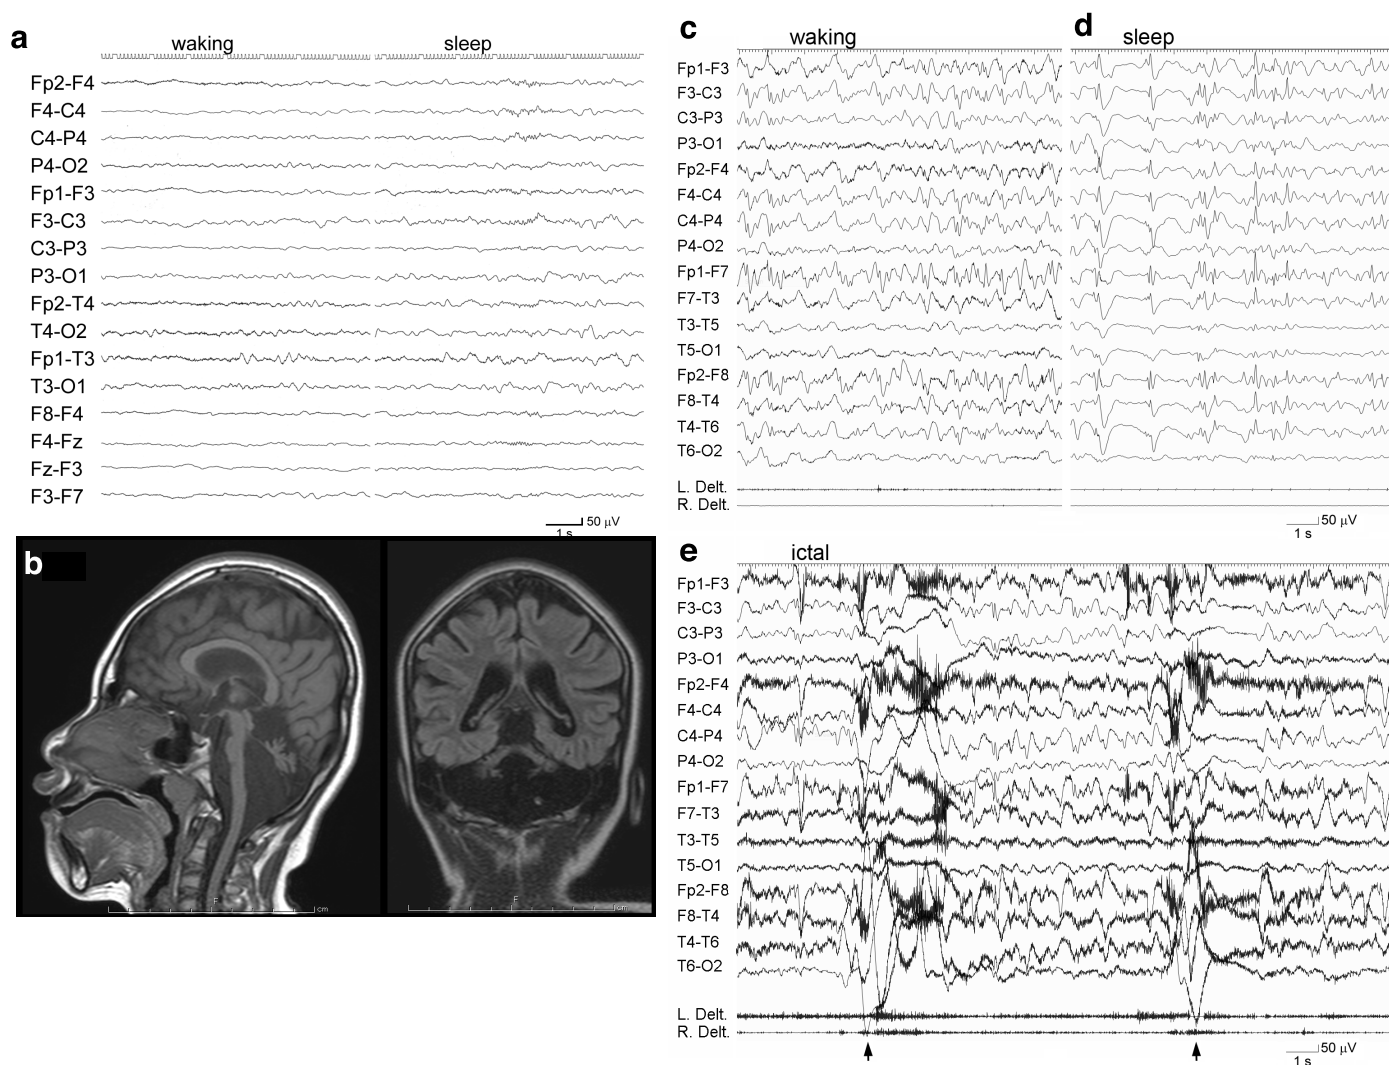 a
waking
sleep
Fp2-F4
F4-C4
C4-P4
P4-O2
Fp1-F3
F3-C3
C3-P3
P3-O1
Fp2-T4
T4-O2
Fp1-T3
T3-O1
F8-F4
F4-Fz
Fz-F3
F3-F7
50 μV
1 s
b
F
cm
F
cm
c
waking
d
sleep
Fp1-F3
F3-C3
C3-P3
P3-O1
Fp2-F4
F4-C4
C4-P4
P4-O2
Fp1-F7
F7-T3
T3-T5
T5-O1
Fp2-F8
F8-T4
T4-T6
T6-O2
L. Delt.
R. Delt.
50 μV
1 s
e
ictal
Fp1-F3
F3-C3
C3-P3
P3-O1
Fp2-F4
F4-C4
C4-P4
P4-O2
Fp1-F7
F7-T3
T3-T5
T5-O1
Fp2-F8
F8-T4
T4-T6
T6-O2
L. Delt.
R. Delt.
50 μV
1 s